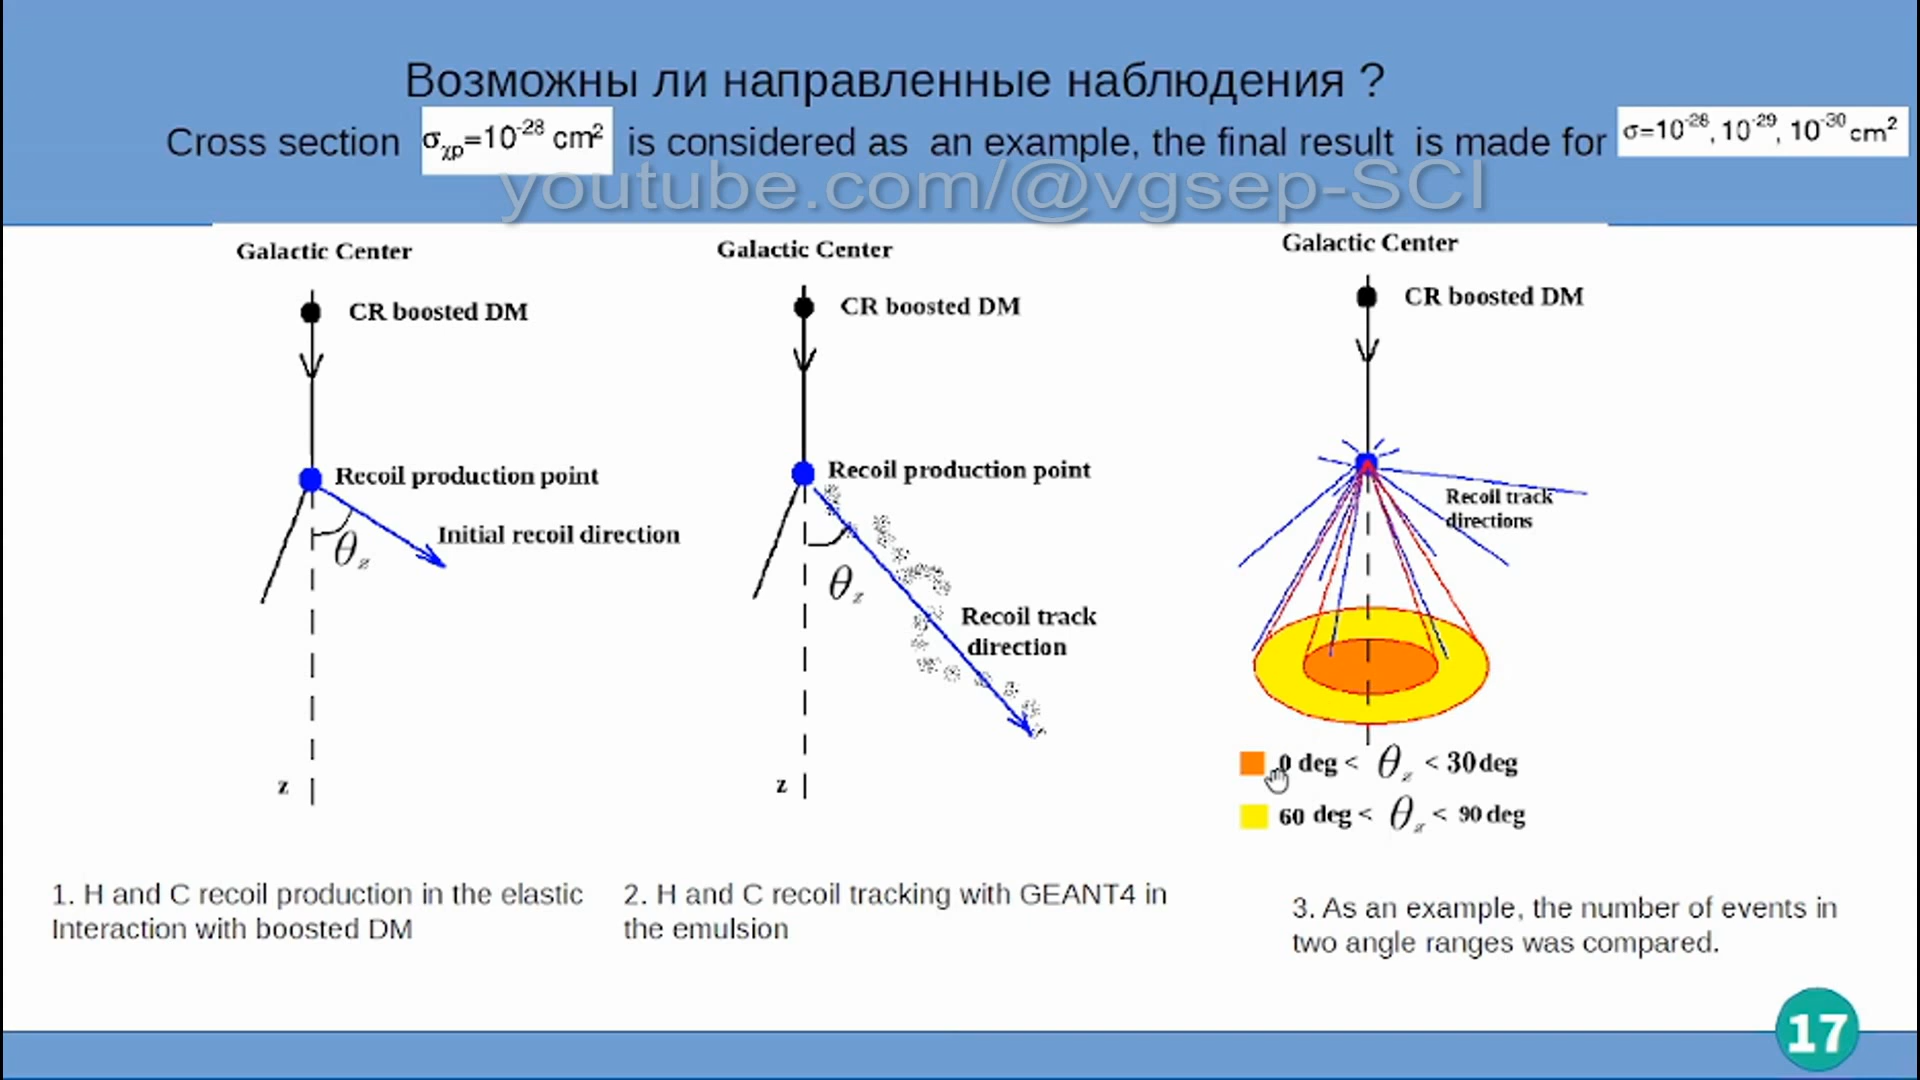 Возможны ли направленные наблюдения ?
Cross section σχp=10^-28 cm² is considered as an example, the final result is made for σ=10^-28, 10^-29, 10^-30 cm²
youtube.com/@vgsep-SCI
Galactic Center
CR boosted DM
Recoil production point
Initial recoil direction
θz
z
Galactic Center
CR boosted DM
Recoil production point
θz
Recoil track
direction
z
Galactic Center
CR boosted DM
Recoil track
directions
0 deg < θz < 30 deg
60 deg < θz < 90 deg
1. H and C recoil production in the elastic
Interaction with boosted DM
2. H and C recoil tracking with GEANT4 in
the emulsion
3. As an example, the number of events in
two angle ranges was compared.
17